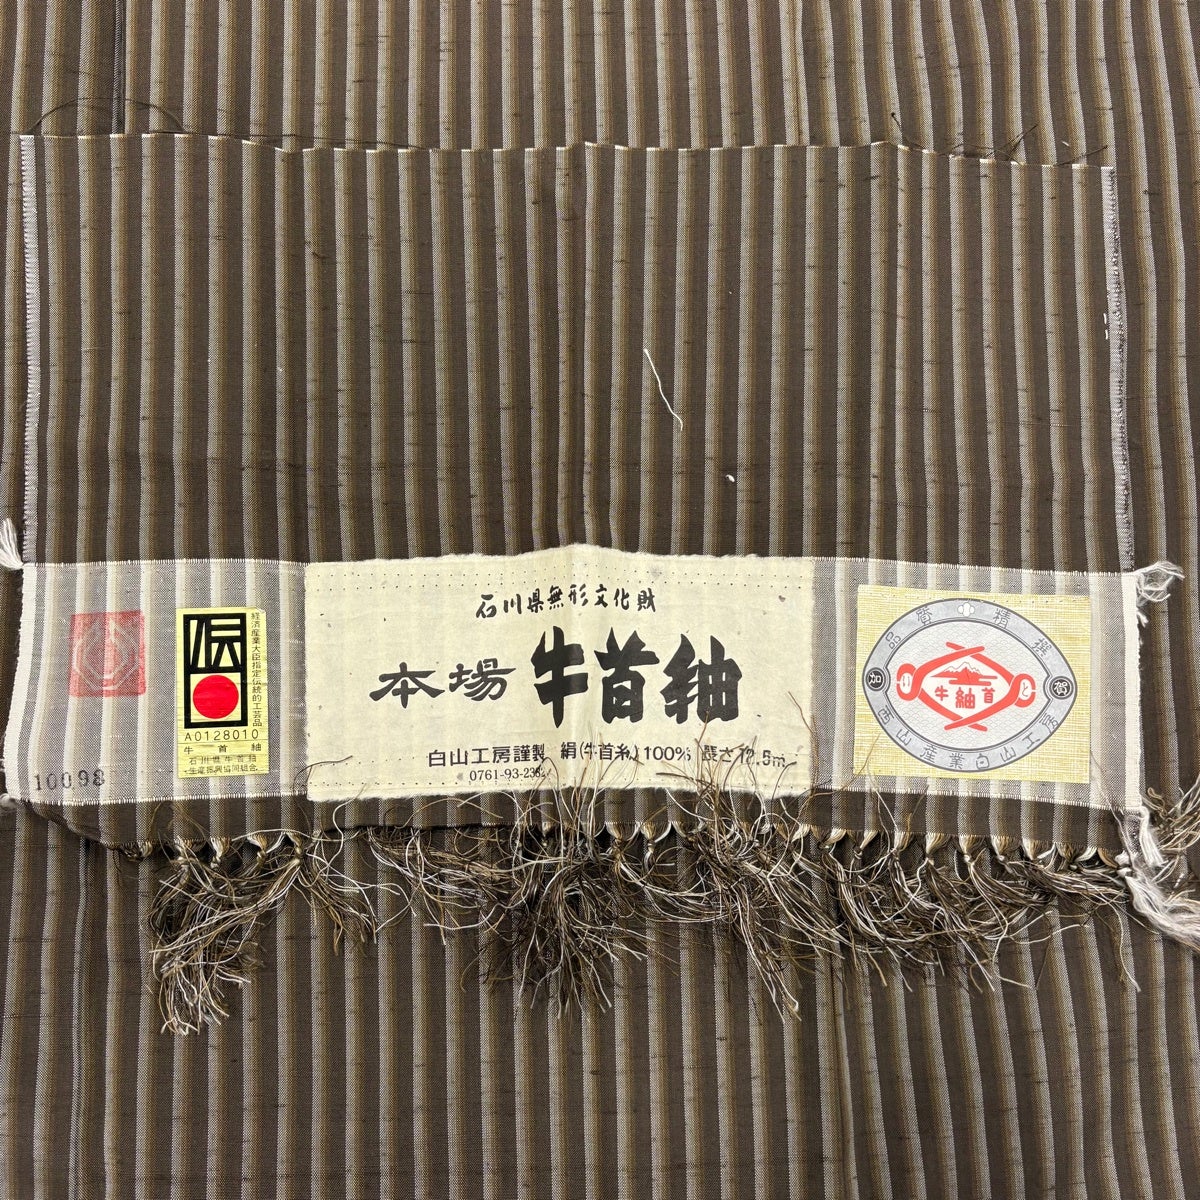 伝
経済産業大臣指定伝統的工芸品
A0128010
牛首紬
石川県牛首紬
生産振興協同組合
10098
石川県無形文化財
本場 牛首紬
白山工房謹製 絹(牛首糸)100% 長さ12.5m
0761-93-2382
品質精撰
加賀
牛紬首
西山産業白山工房